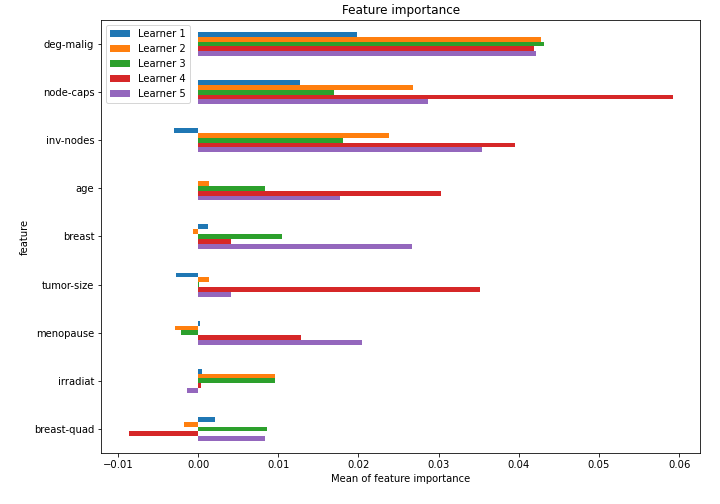 Feature importance
Learner 1
Learner 2
Learner 3
Learner 4
Learner 5
deg-malig
node-caps
inv-nodes
age
breast
tumor-size
menopause
irradiat
breast-quad
feature
−0.01 0.00 0.01 0.02 0.03 0.04 0.05 0.06
Mean of feature importance